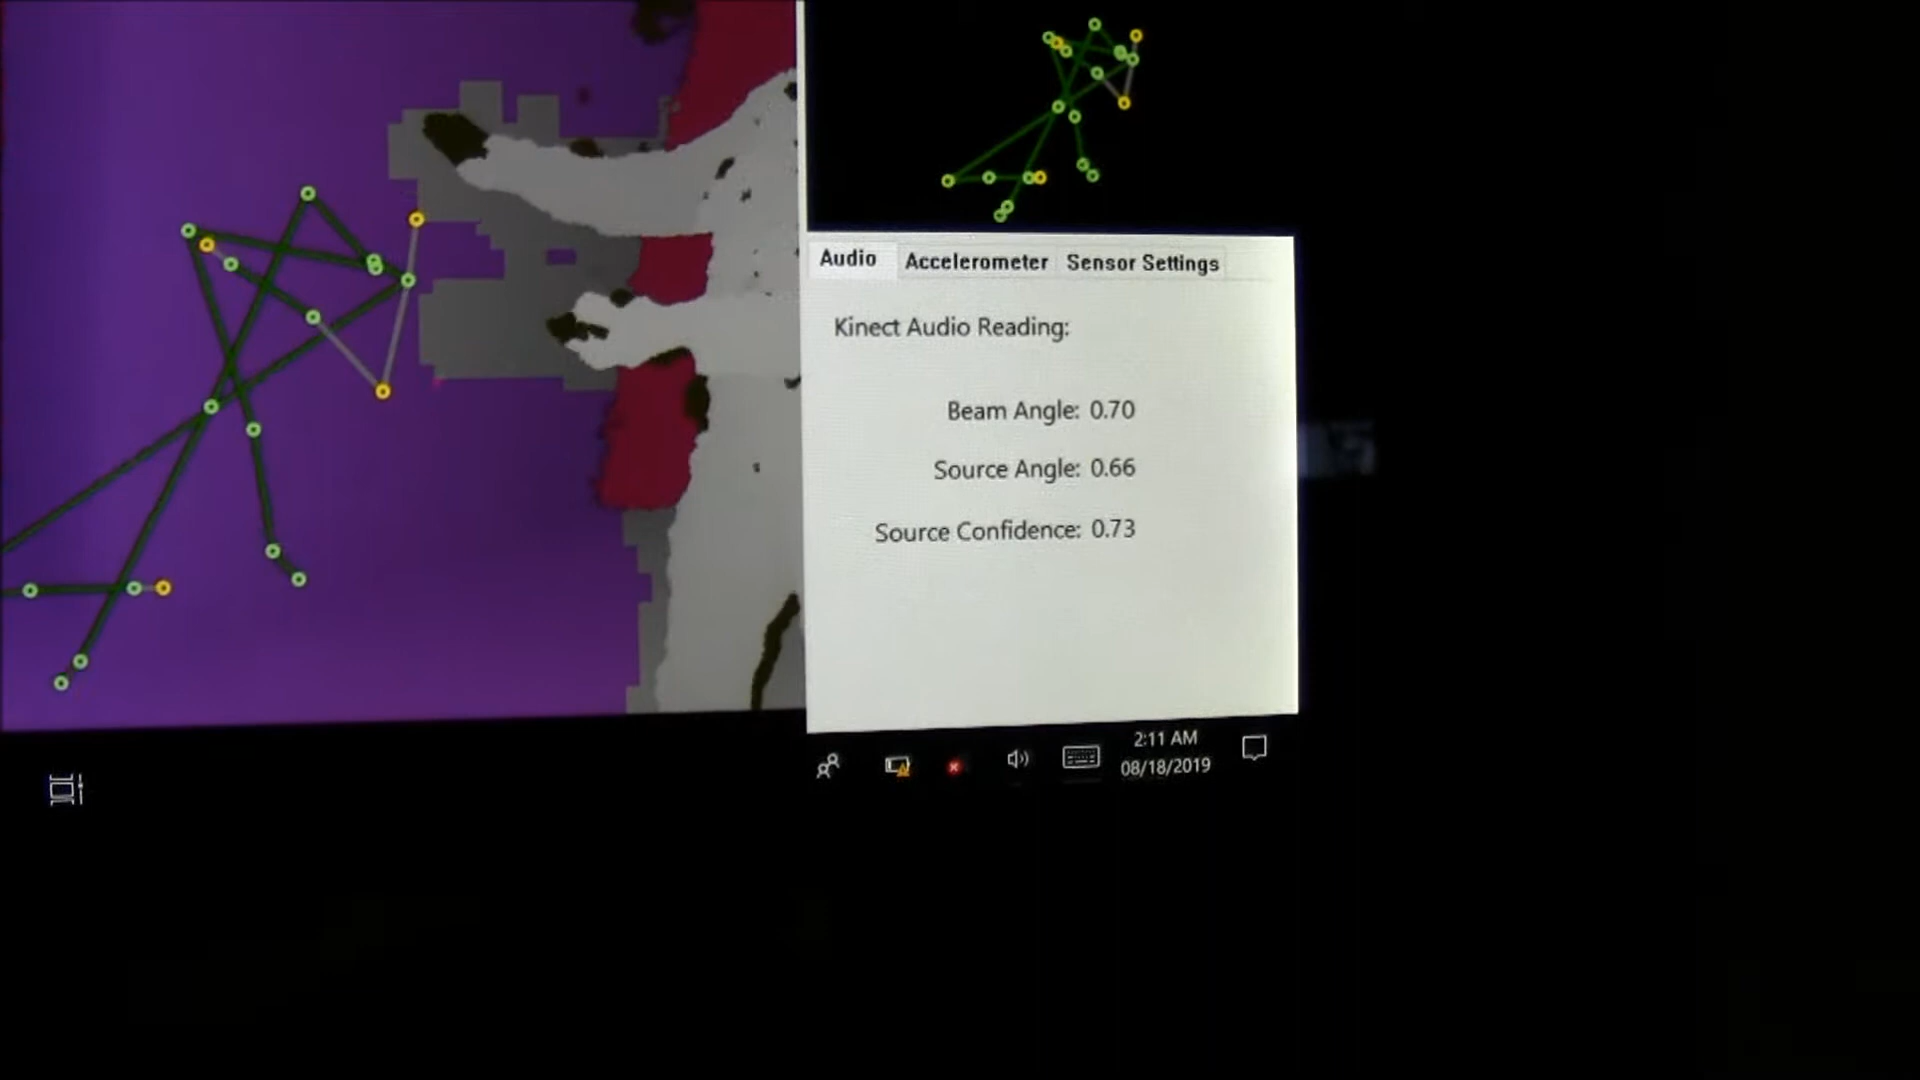 Audio
Accelerometer
Sensor Settings
Kinect Audio Reading:
Beam Angle: 0.70
Source Angle: 0.66
Source Confidence: 0.73
2:11 AM
08/18/2019